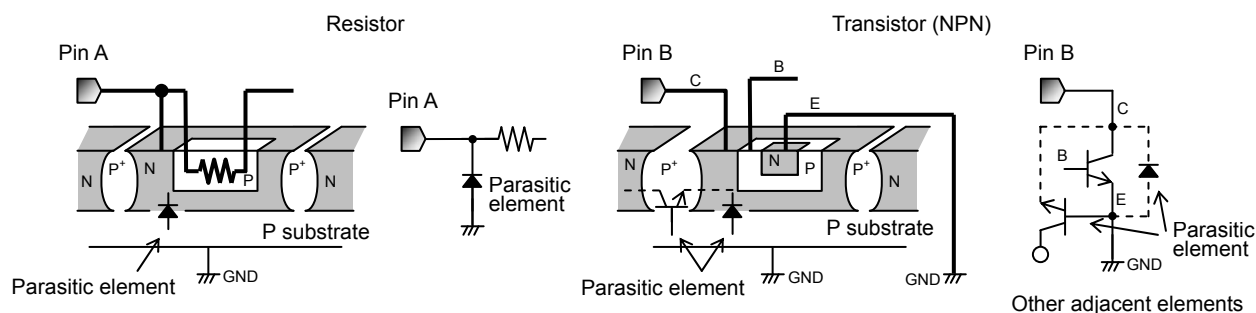 Resistor
Pin A
N
P+
N
P
P+
N
Parasitic element
P substrate
GND
Pin A
Parasitic
element
Transistor (NPN)
Pin B
C
B
E
N
P+
N
P
P+
N
P substrate
Parasitic element
GND
GND
Pin B
C
B
E
Parasitic
element
GND
Other adjacent elements